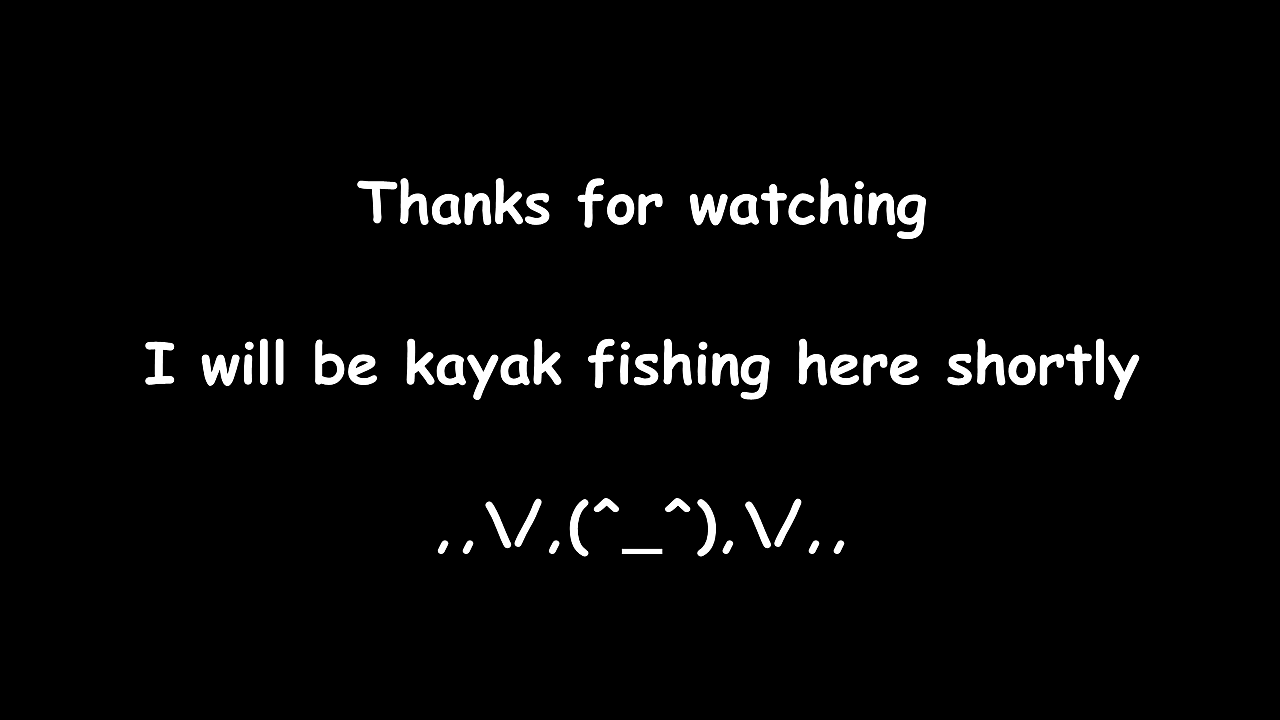 Thanks for watching
I will be kayak fishing here shortly
,,\/,(^_^),\/,,